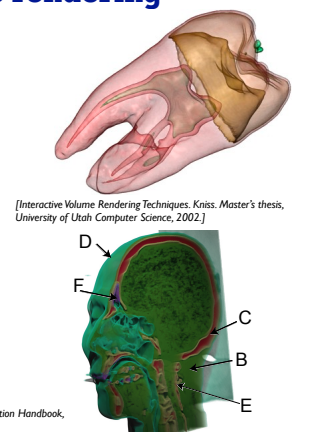 rendering
[Interactive Volume Rendering Techniques. Kniss. Master's thesis,
University of Utah Computer Science, 2002.]
D
F
C
B
E
tion Handbook,